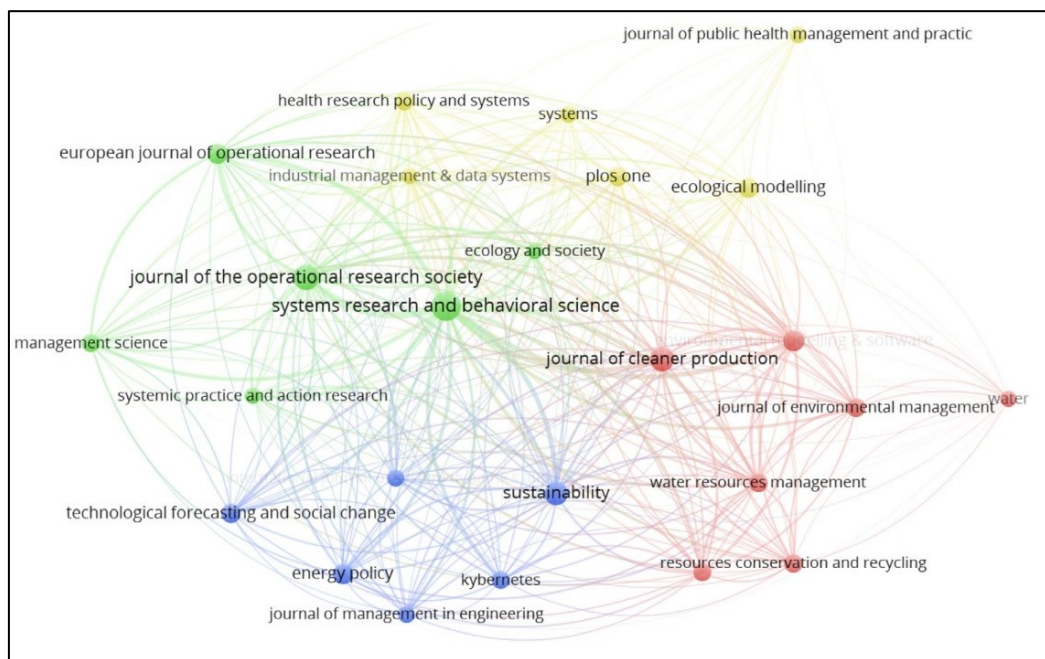 journal of public health management and practic
health research policy and systems
systems
european journal of operational research
industrial management & data systems
plos one
ecological modelling
ecology and society
journal of the operational research society
systems research and behavioral science
management science
environmental modelling & software
journal of cleaner production
systemic practice and action research
journal of environmental management
water
water resources management
sustainability
technological forecasting and social change
resources conservation and recycling
energy policy
kybernetes
journal of management in engineering